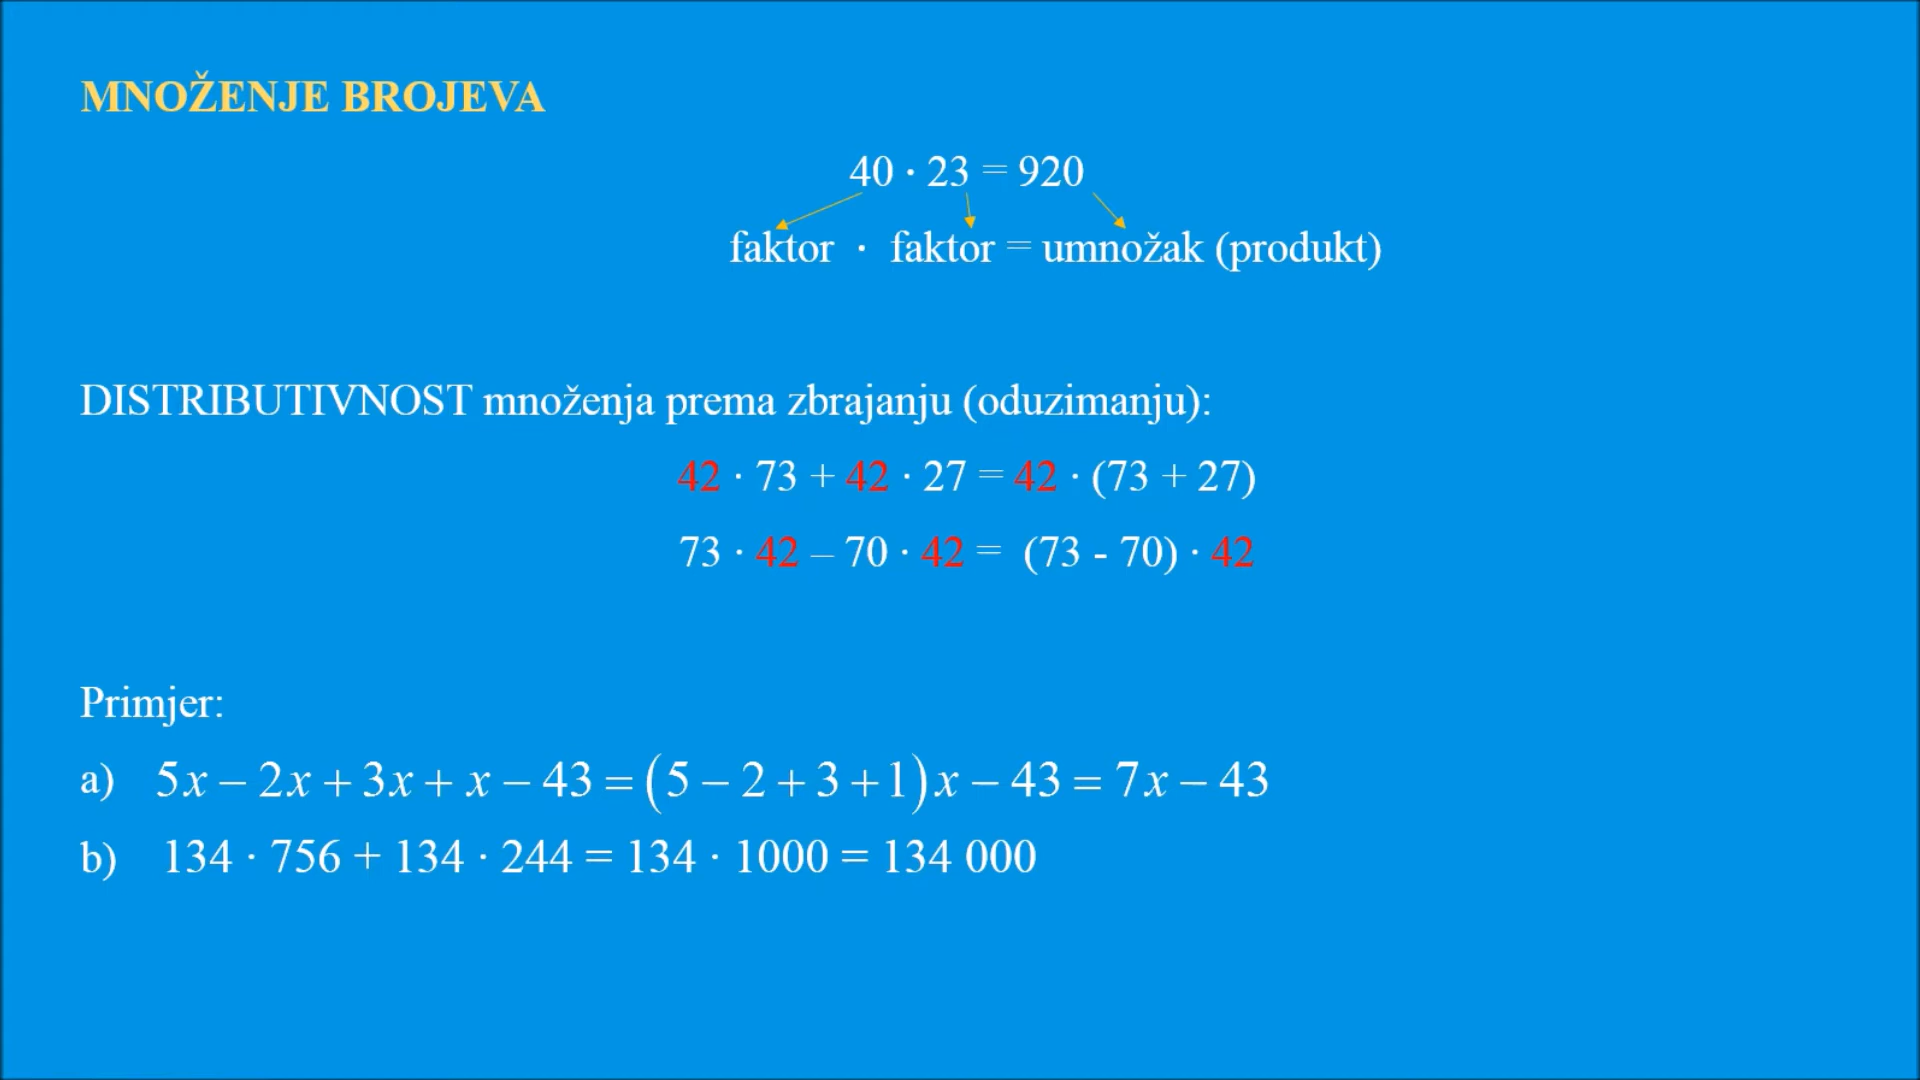 MNOŽENJE BROJEVA
40 · 23 = 920
faktor · faktor = umnožak (produkt)
DISTRIBUTIVNOST množenja prema zbrajanju (oduzimanju):
42 · 73 + 42 · 27 = 42 · (73 + 27)
73 · 42 – 70 · 42 = (73 - 70) · 42
Primjer:
a) 5x − 2x + 3x + x − 43 = (5 − 2 + 3 + 1)x − 43 = 7x − 43
b) 134 · 756 + 134 · 244 = 134 · 1000 = 134 000